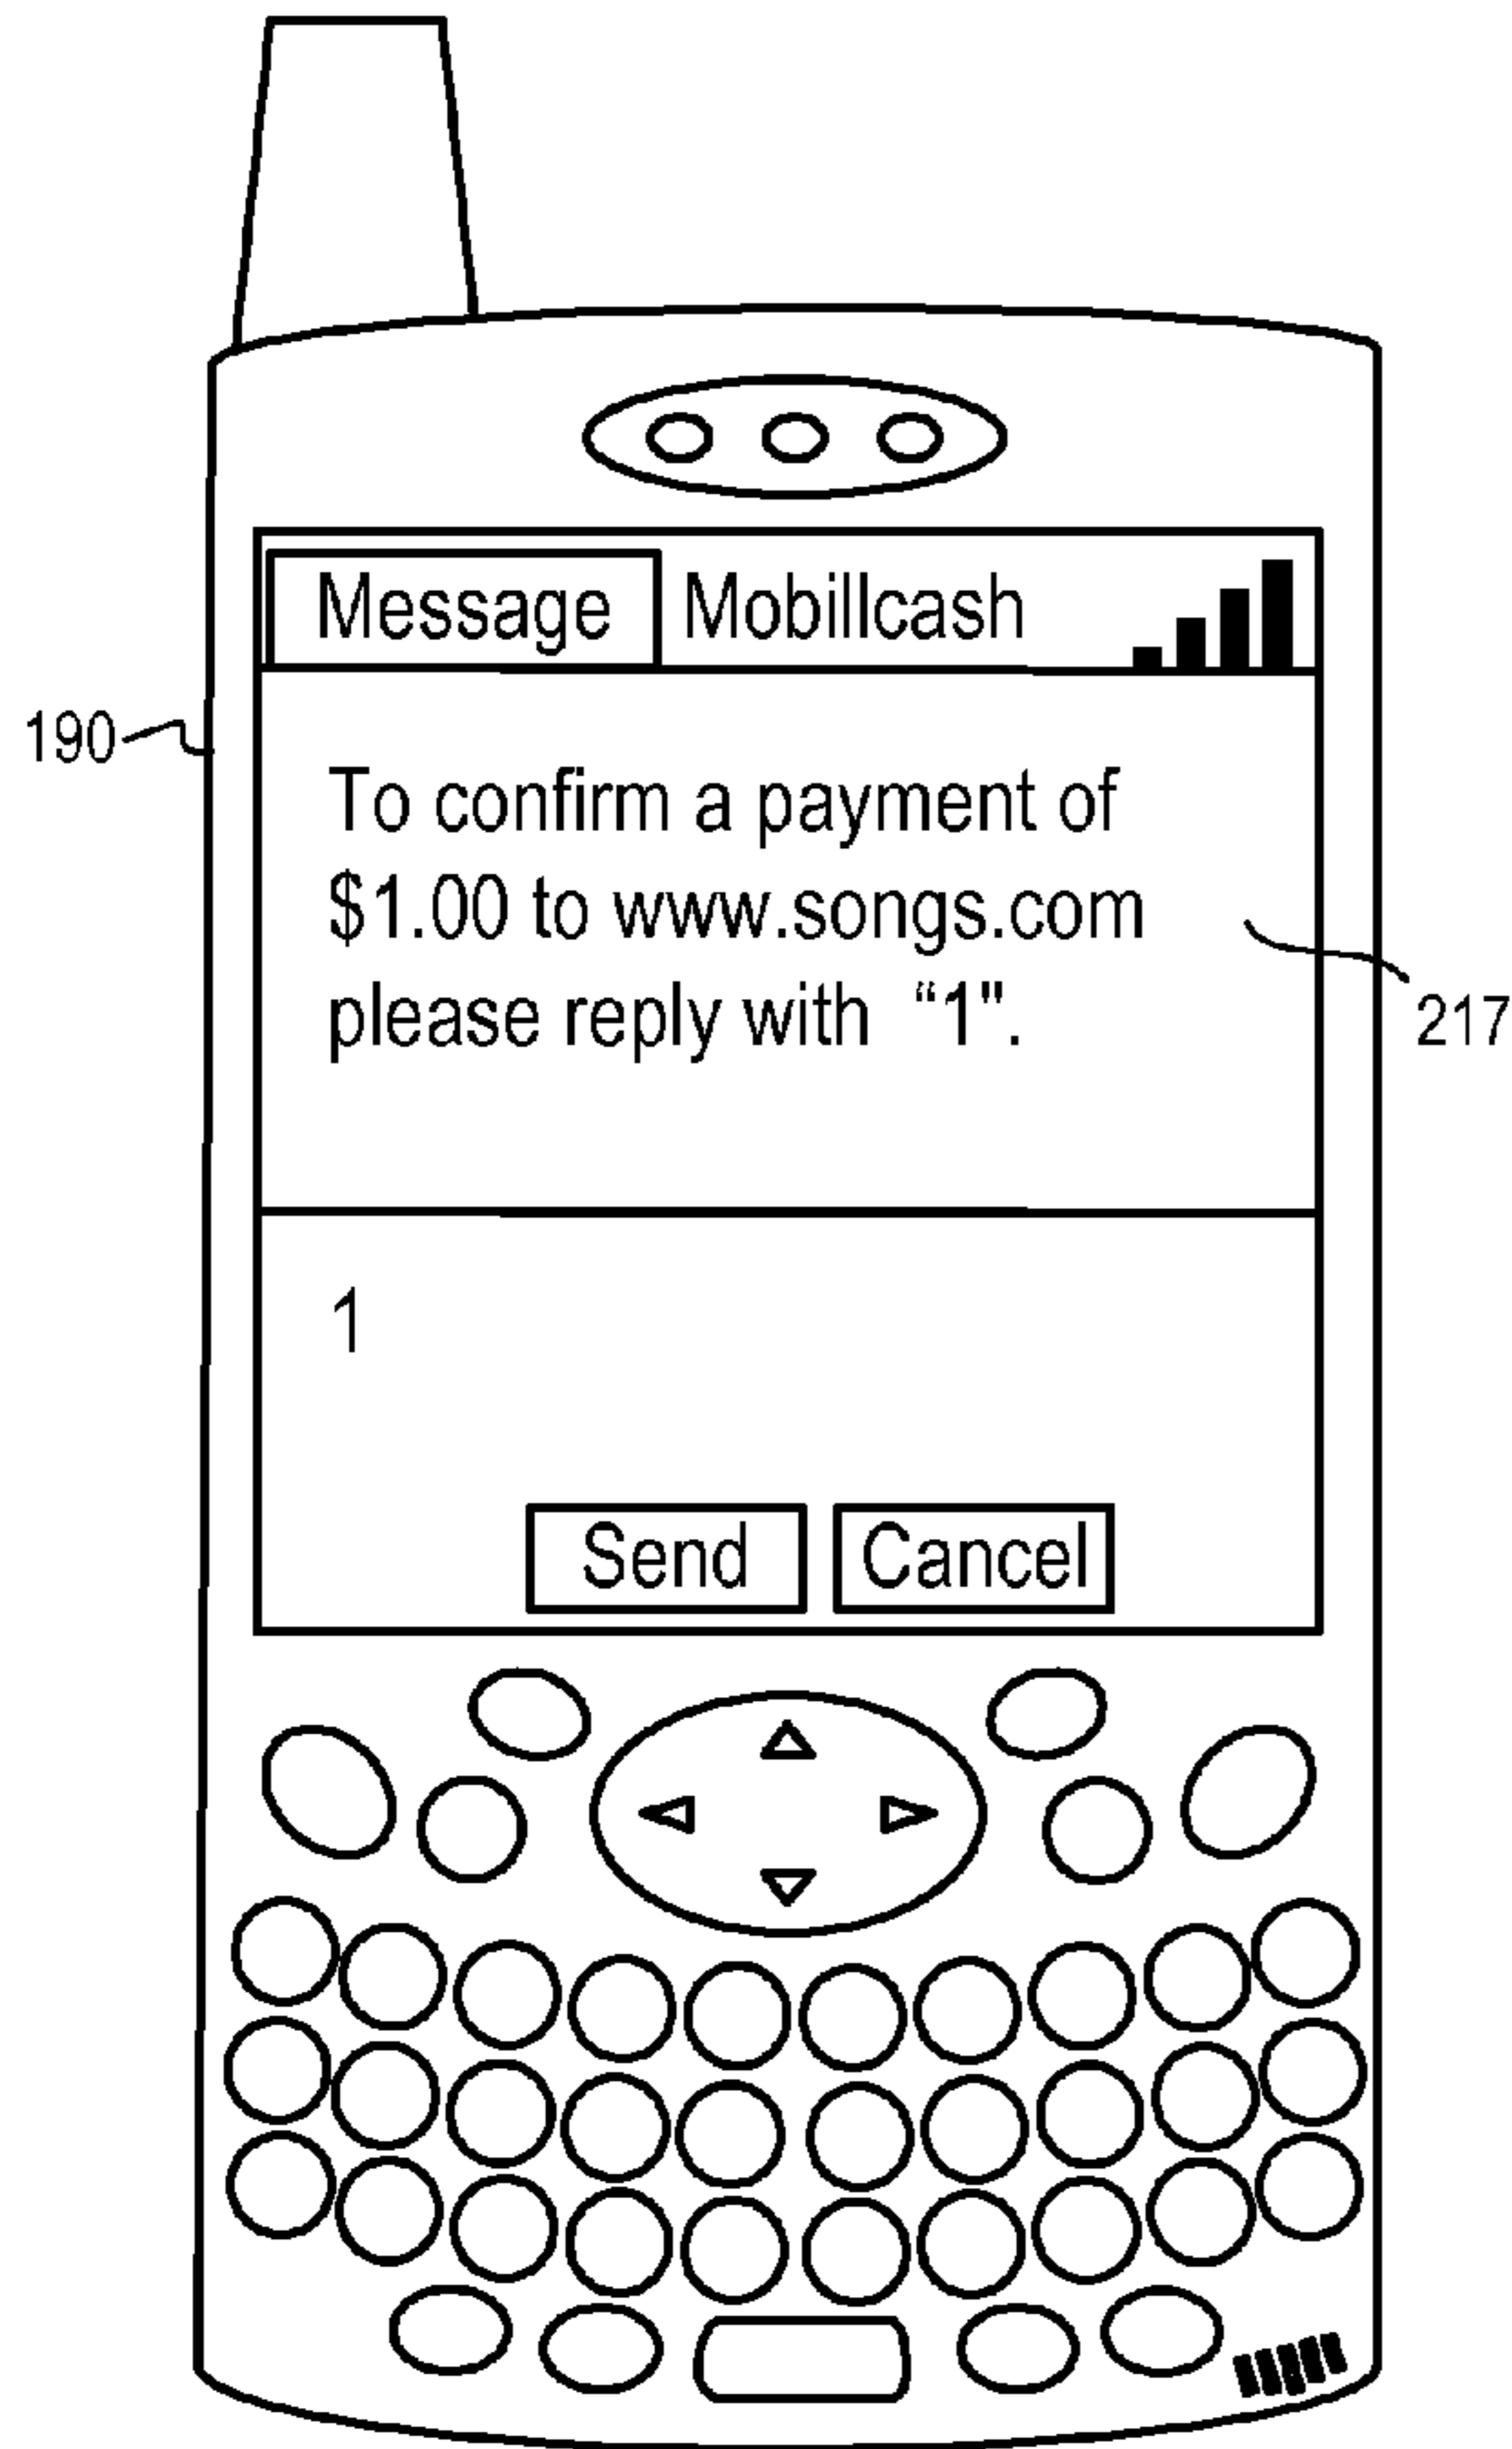 Message Mobillcash
190
To confirm a payment of
$1.00 to www.songs.com
please reply with “1".
217
1
Send Cancel